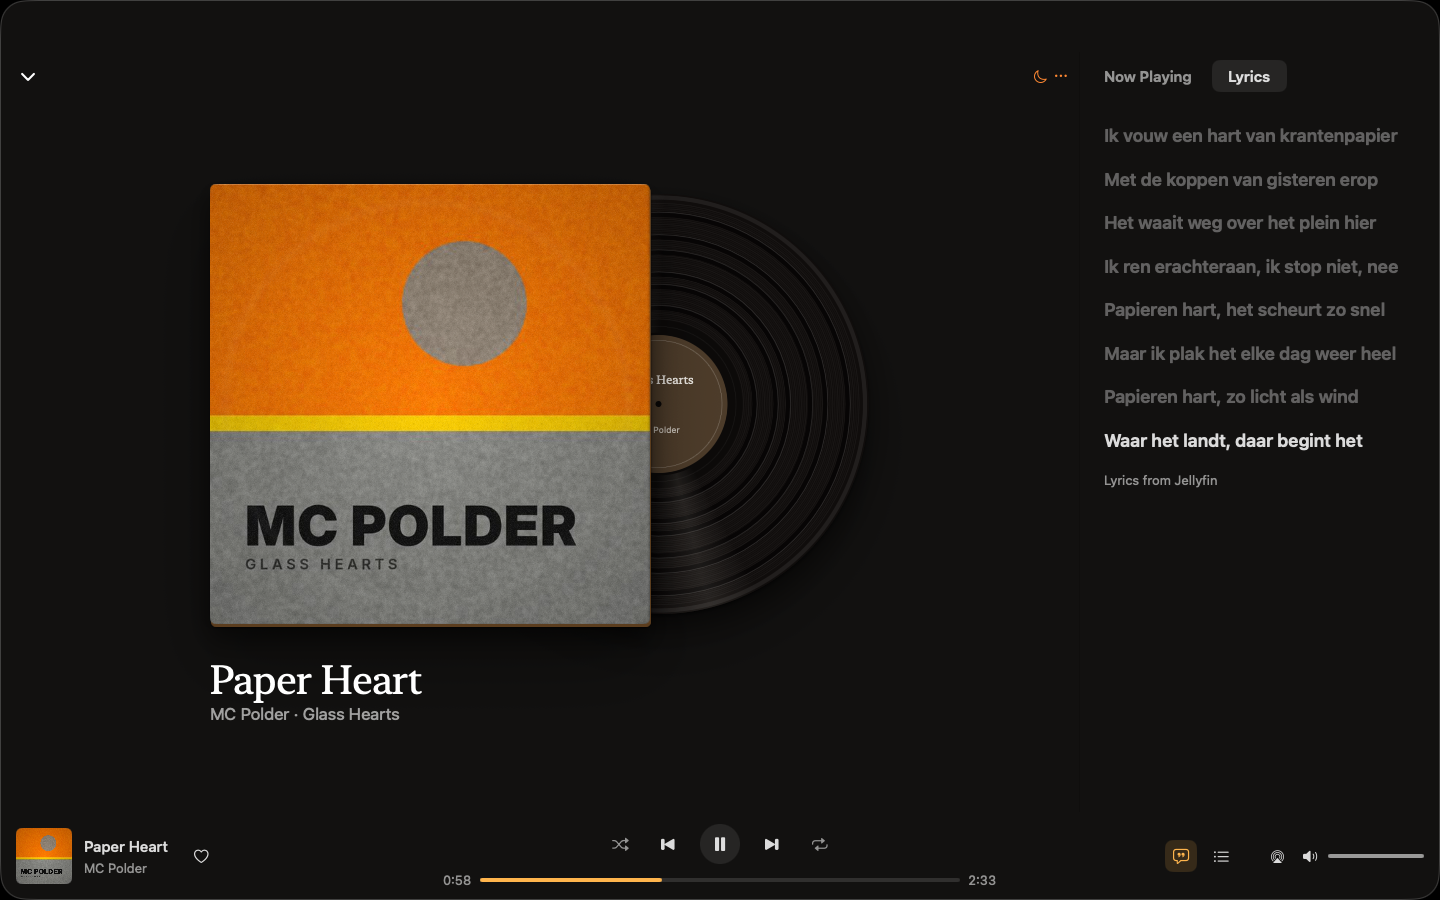 Now Playing
Lyrics
Ik vouw een hart van krantenpapier
Met de koppen van gisteren erop
Het waait weg over het plein hier
Ik ren erachteraan, ik stop niet, nee
Papieren hart, het scheurt zo snel
Maar ik plak het elke dag weer heel
Papieren hart, zo licht als wind
Waar het landt, daar begint het
Lyrics from Jellyfin
MC POLDER
GLASS HEARTS
s Hearts
Polder
Paper Heart
MC Polder · Glass Hearts
MC POLDER
Paper Heart
MC Polder
0:58
2:33